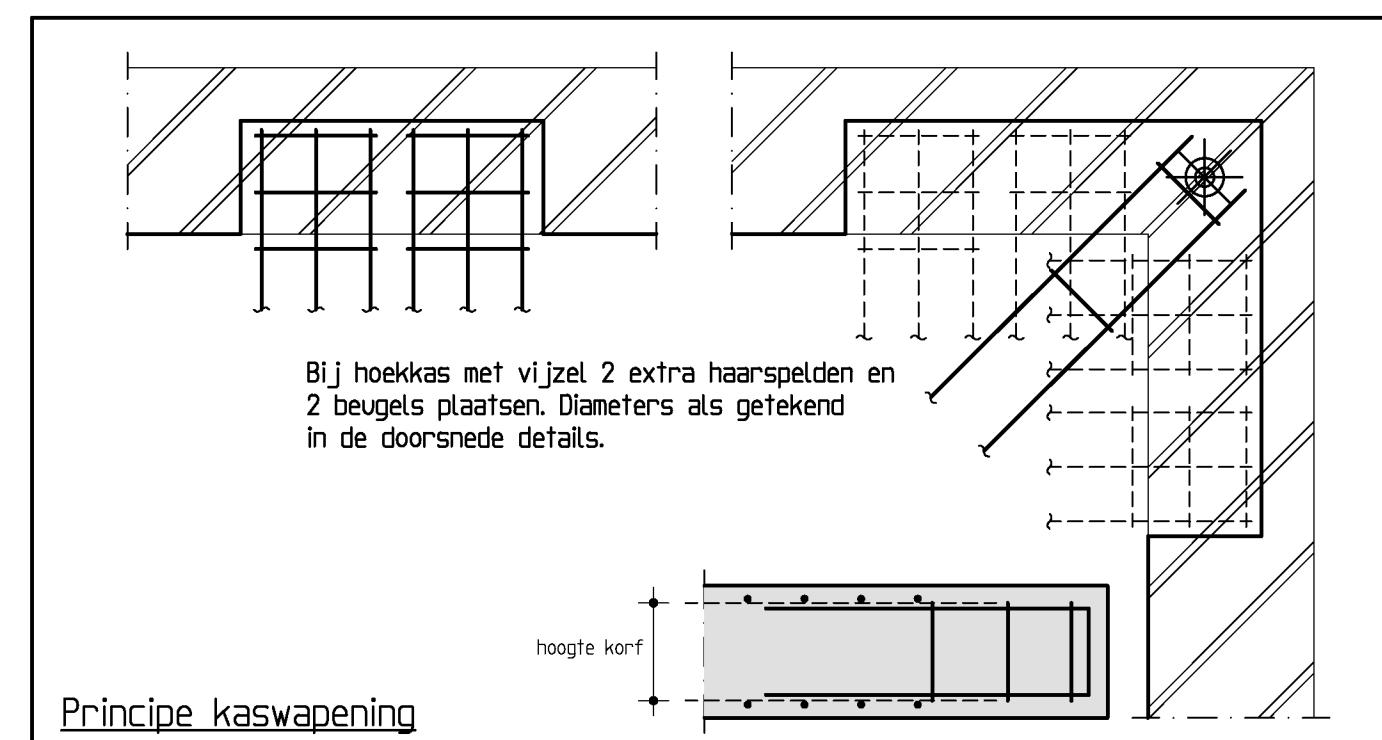 Bij hoekkas met vijzel 2 extra haarspelden en
2 beugels plaatsen. Diameters als getekend
in de doorsnede details.
hoogte korf
Principe kaswapening